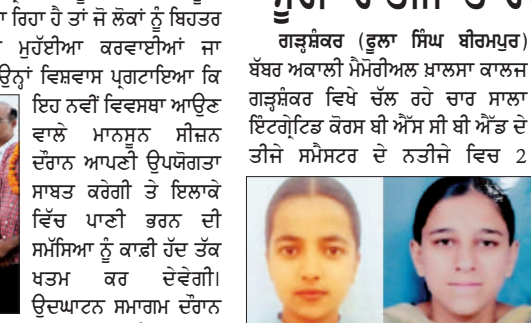 ਰਿਹਾ ਹੈ ਤਾਂ ਜੋ ਲੋਕਾਂ ਨੂੰ ਬਿਹਤਰ
ਮੁਹੱਈਆ ਕਰਵਾਈਆਂ ਜਾ
ਉਨ੍ਹਾਂ ਵਿਸ਼ਵਾਸ ਪ੍ਰਗਟਾਇਆ ਕਿ
ਇਹ ਨਵੀਂ ਵਿਵਸਥਾ ਆਉਣ
ਵਾਲੇ ਮਾਨਸੂਨ ਸੀਜ਼ਨ
ਦੌਰਾਨ ਆਪਣੀ ਉਪਯੋਗਤਾ
ਸਾਬਤ ਕਰੇਗੀ ਤੇ ਇਲਾਕੇ
ਵਿੱਚ ਪਾਣੀ ਭਰਨ ਦੀ
ਸਮੱਸਿਆ ਨੂੰ ਕਾਫ਼ੀ ਹੱਦ ਤੱਕ
ਖਤਮ ਕਰ ਦੇਵੇਗੀ।
ਉਦਘਾਟਨ ਸਮਾਗਮ ਦੌਰਾਨ
ਗੜ੍ਹਸ਼ੰਕਰ (ਫੂਲਾ ਸਿੰਘ ਬੀਰਮਪੁਰ)
ਬੱਬਰ ਅਕਾਲੀ ਮੈਮੋਰੀਅਲ ਖ਼ਾਲਸਾ ਕਾਲਜ
ਗੜ੍ਹਸ਼ੰਕਰ ਵਿਖੇ ਚੱਲ ਰਹੇ ਚਾਰ ਸਾਲਾ
ਇੰਟਗ੍ਰੇਟਿਡ ਕੋਰਸ ਬੀ ਐੱਸ ਸੀ ਬੀ ਐੱਡ ਦੇ
ਤੀਜੇ ਸਮੈਸਟਰ ਦੇ ਨਤੀਜੇ ਵਿਚ 2